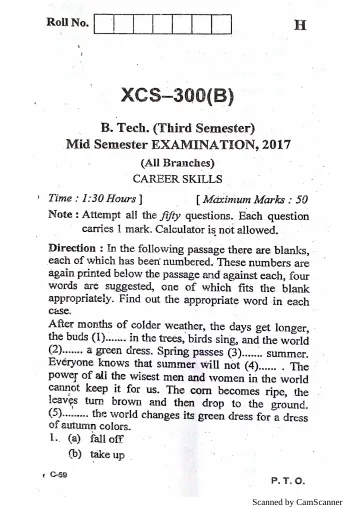 Roll No.
H
XCS–300(B)
B. Tech. (Third Semester)
Mid Semester EXAMINATION, 2017
(All Branches)
CAREER SKILLS
Time : 1:30 Hours ] [ Maximum Marks : 50
Note : Attempt all the fifty questions. Each question
carries 1 mark. Calculator is not allowed.
Direction : In the following passage there are blanks,
each of which has been numbered. These numbers are
again printed below the passage and against each, four
words are suggested, one of which fits the blank
appropriately. Find out the appropriate word in each
case.
After months of colder weather, the days get longer,
the buds (1)....... in the trees, birds sing, and the world
(2)....... a green dress. Spring passes (3)....... summer.
Everyone knows that summer will not (4)....... . The
power of all the wisest men and women in the world
cannot keep it for us. The corn becomes ripe, the
leaves turn brown and then drop to the ground.
(5)......... the world changes its green dress for a dress
of autumn colors.
1. (a) fall off
(b) take up
C-59
P. T. O.
Scanned by CamScanner